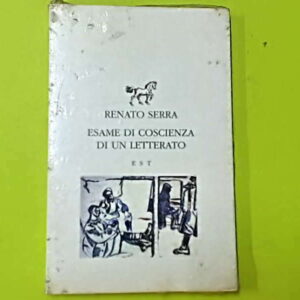 RENATO SERRA
ESAME DI COSCIENZA
DI UN LETTERATO
EST